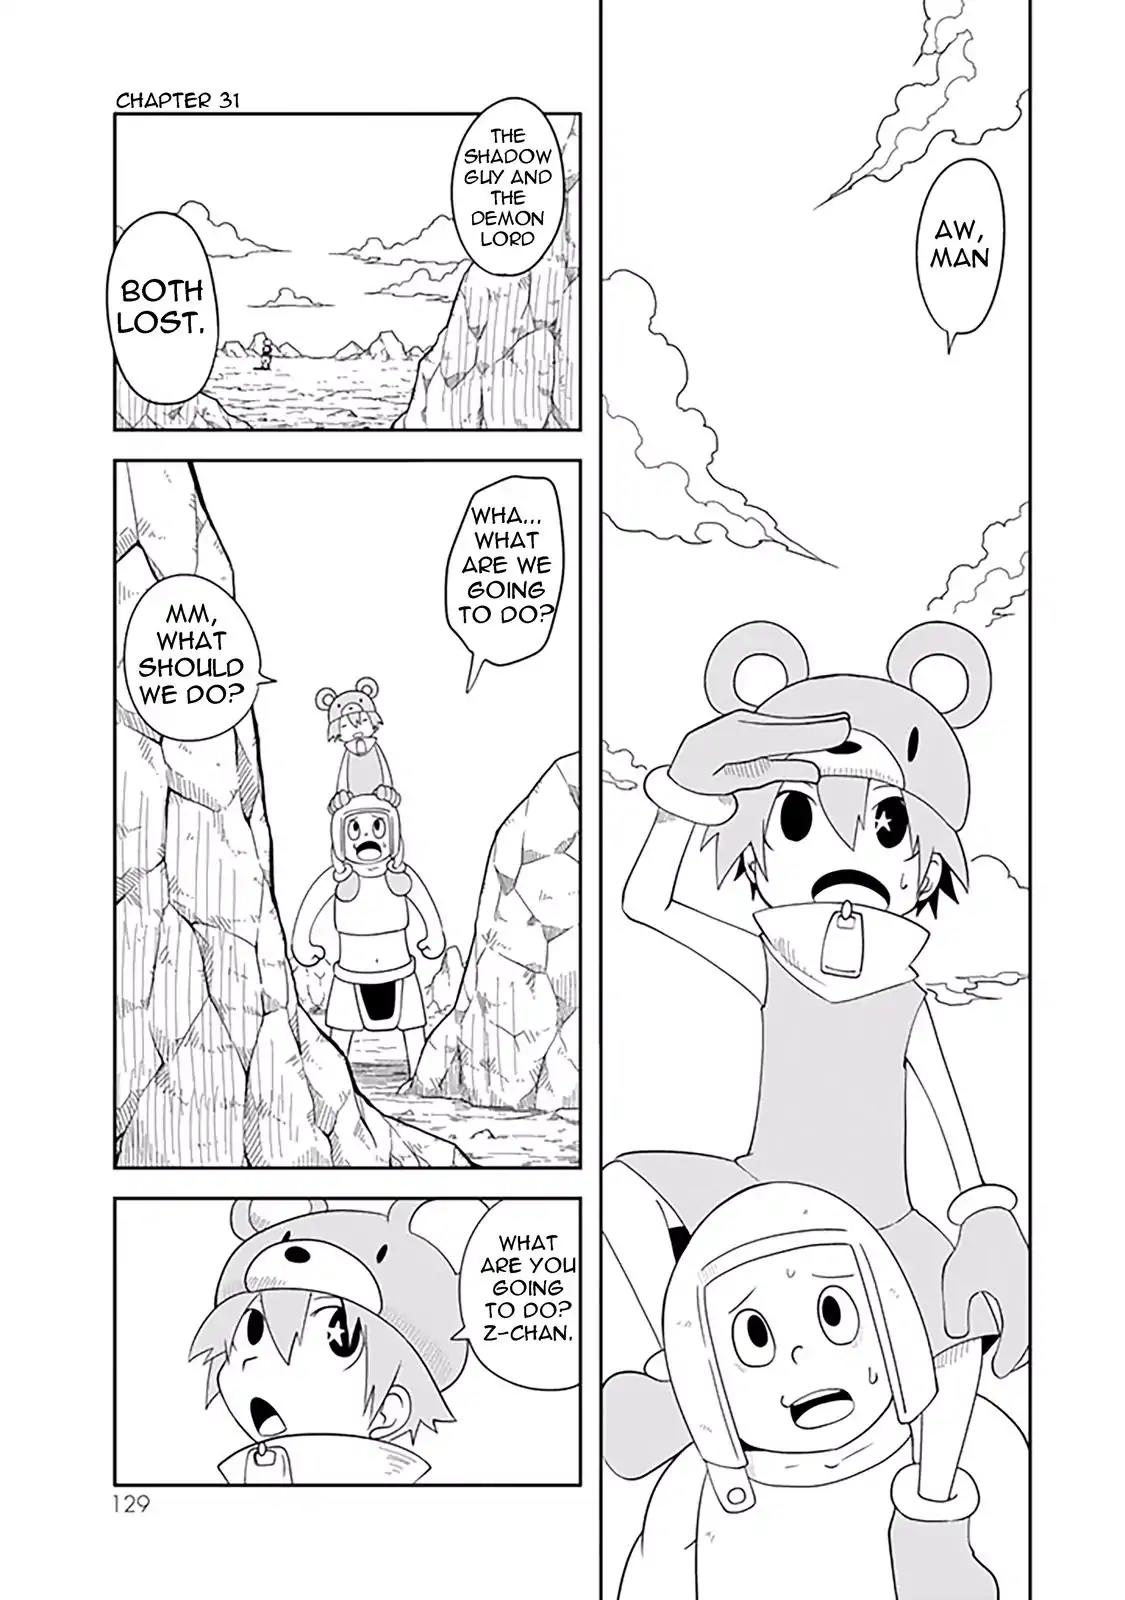 AW,
MAN
CHAPTER 31
THE
SHADOW
GUY AND
THE
DEMON
LORD
BOTH
LOST.
WHA...
WHAT
ARE WE
GOING
TO DO?
MM,
WHAT
SHOULD
WE DO?
WHAT
ARE YOU
GOING
TO DO?
Z-CHAN.
129